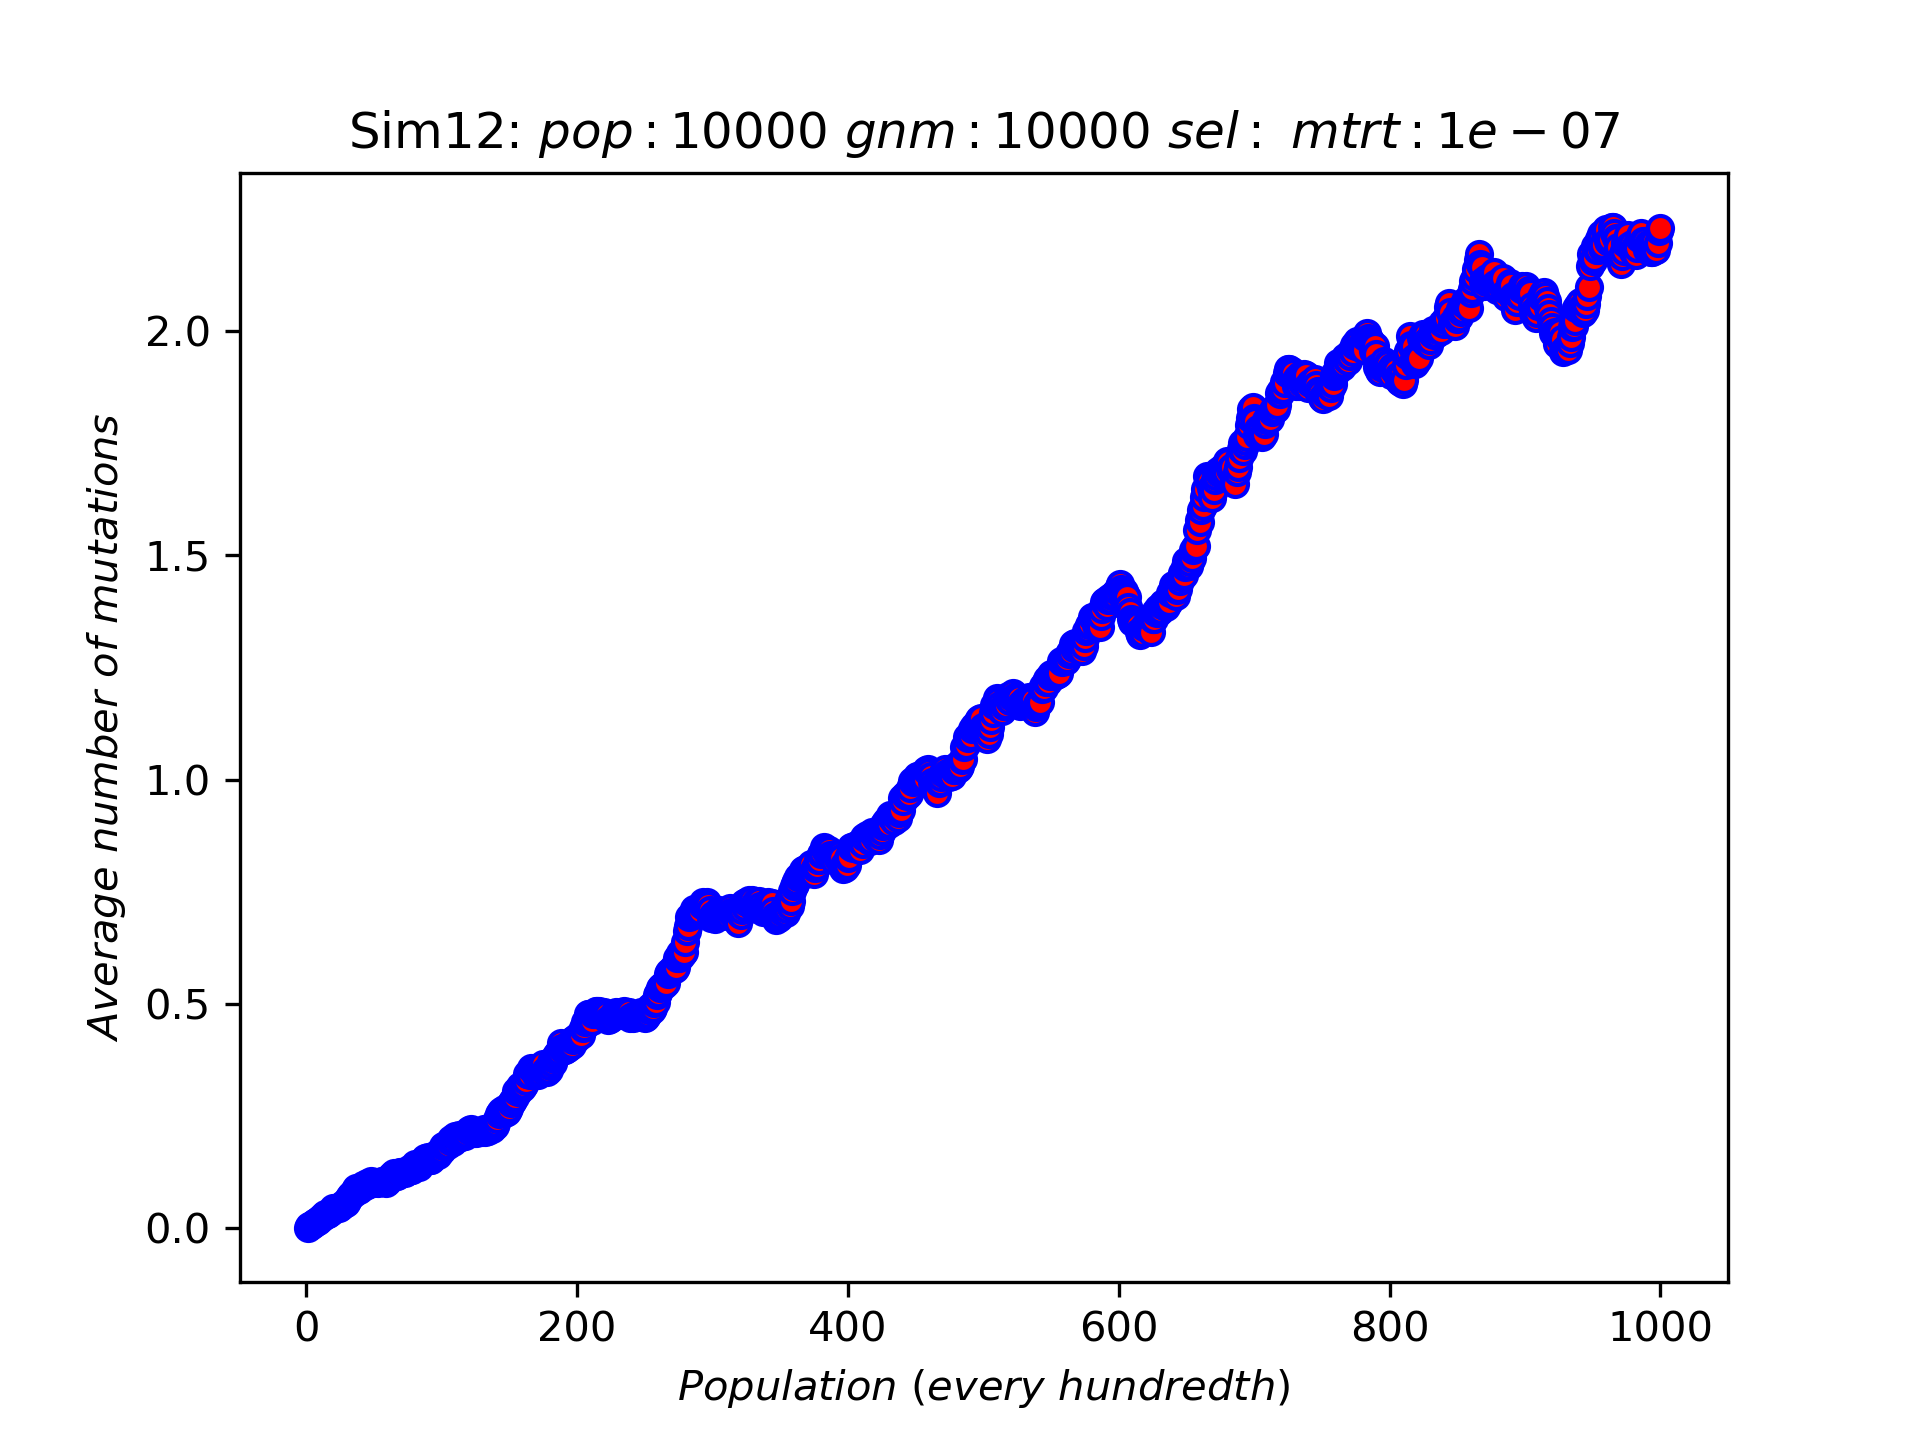 Sim12: pop : 10000 gnm : 10000 sel : mtrt : 1e − 07
Average number of mutations
2.0
1.5
1.0
0.5
0.0
0 200 400 600 800 1000
Population (every hundredth)